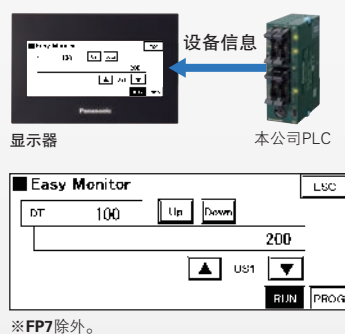 设备信息
Panasonic
显示器
本公司PLC
Easy Monitor
ESC
DT 100 Up Down
200
US1
RUN PROG
※FP7除外。